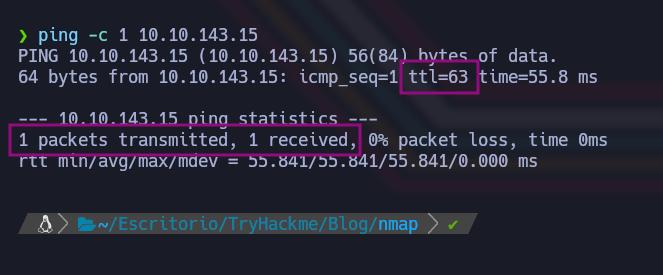 ❯ ping -c 1 10.10.143.15
PING 10.10.143.15 (10.10.143.15) 56(84) bytes of data.
64 bytes from 10.10.143.15: icmp_seq=1 ttl=63 time=55.8 ms
--- 10.10.143.15 ping statistics ---
1 packets transmitted, 1 received, 0% packet loss, time 0ms
rtt min/avg/max/mdev = 55.841/55.841/55.841/0.000 ms
~/Escritorio/TryHackme/Blog/nmap ✔